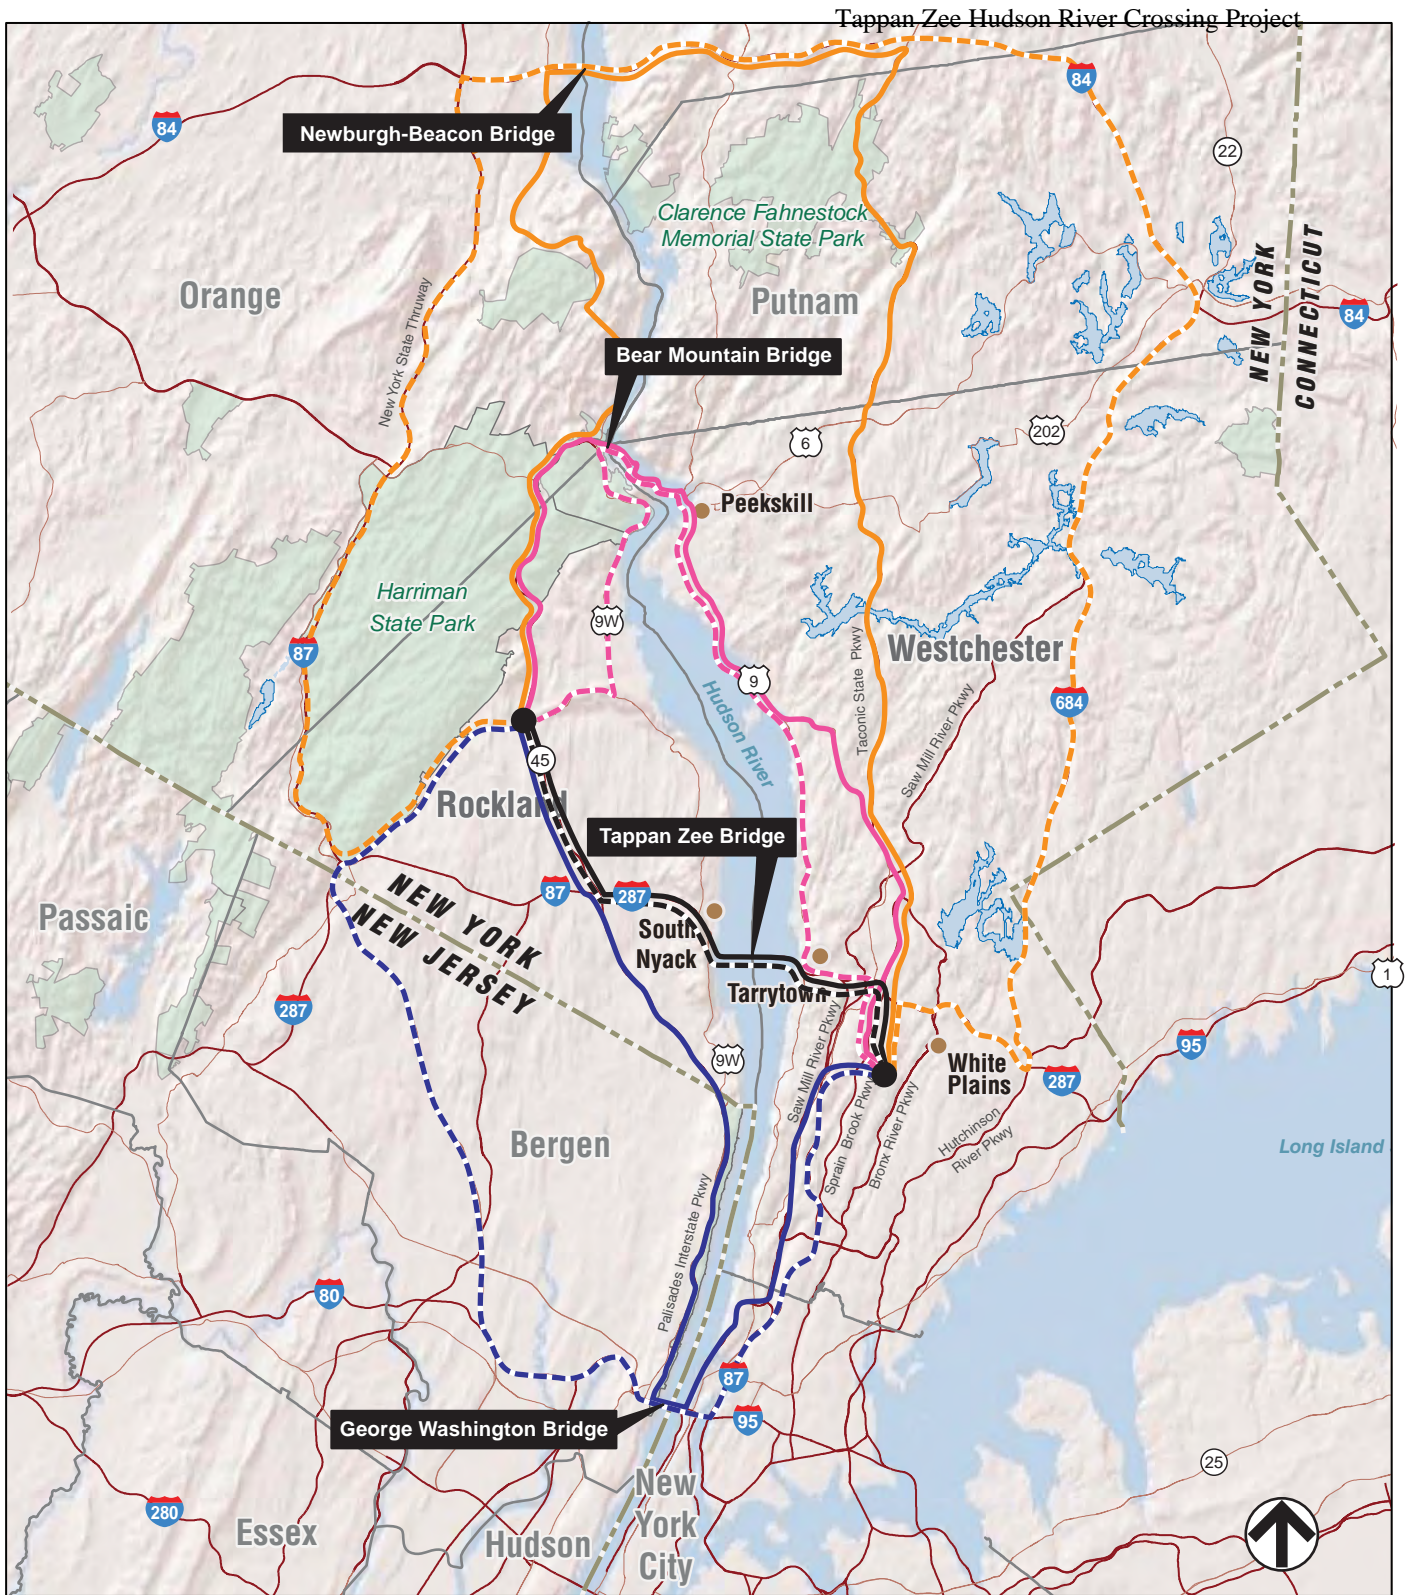 Tappan Zee Hudson River Crossing Project
84
84
Newburgh-Beacon Bridge
22
Clarence Fahnestock
Memorial State Park
Orange
Putnam
NEW YORK
CONNECTICUT
84
New York State Thruway
Bear Mountain Bridge
6
202
Peekskill
Harriman
State Park
9W
87
Westchester
9
Hudson River
Taconic State Pkwy
Saw Mill River Pkwy
684
45
Rockland
Tappan Zee Bridge
87
287
NEW YORK
NEW JERSEY
Passaic
South
Nyack
Tarrytown
1
287
9W
Saw Mill River Pkwy
95
White
Plains
287
Sprain Brook Pkwy
Bronx River Pkwy
Hutchinson
River Pkwy
Bergen
Long Island
Palisades Interstate Pkwy
80
87
95
George Washington Bridge
25
New
York
City
280
Essex
Hudson